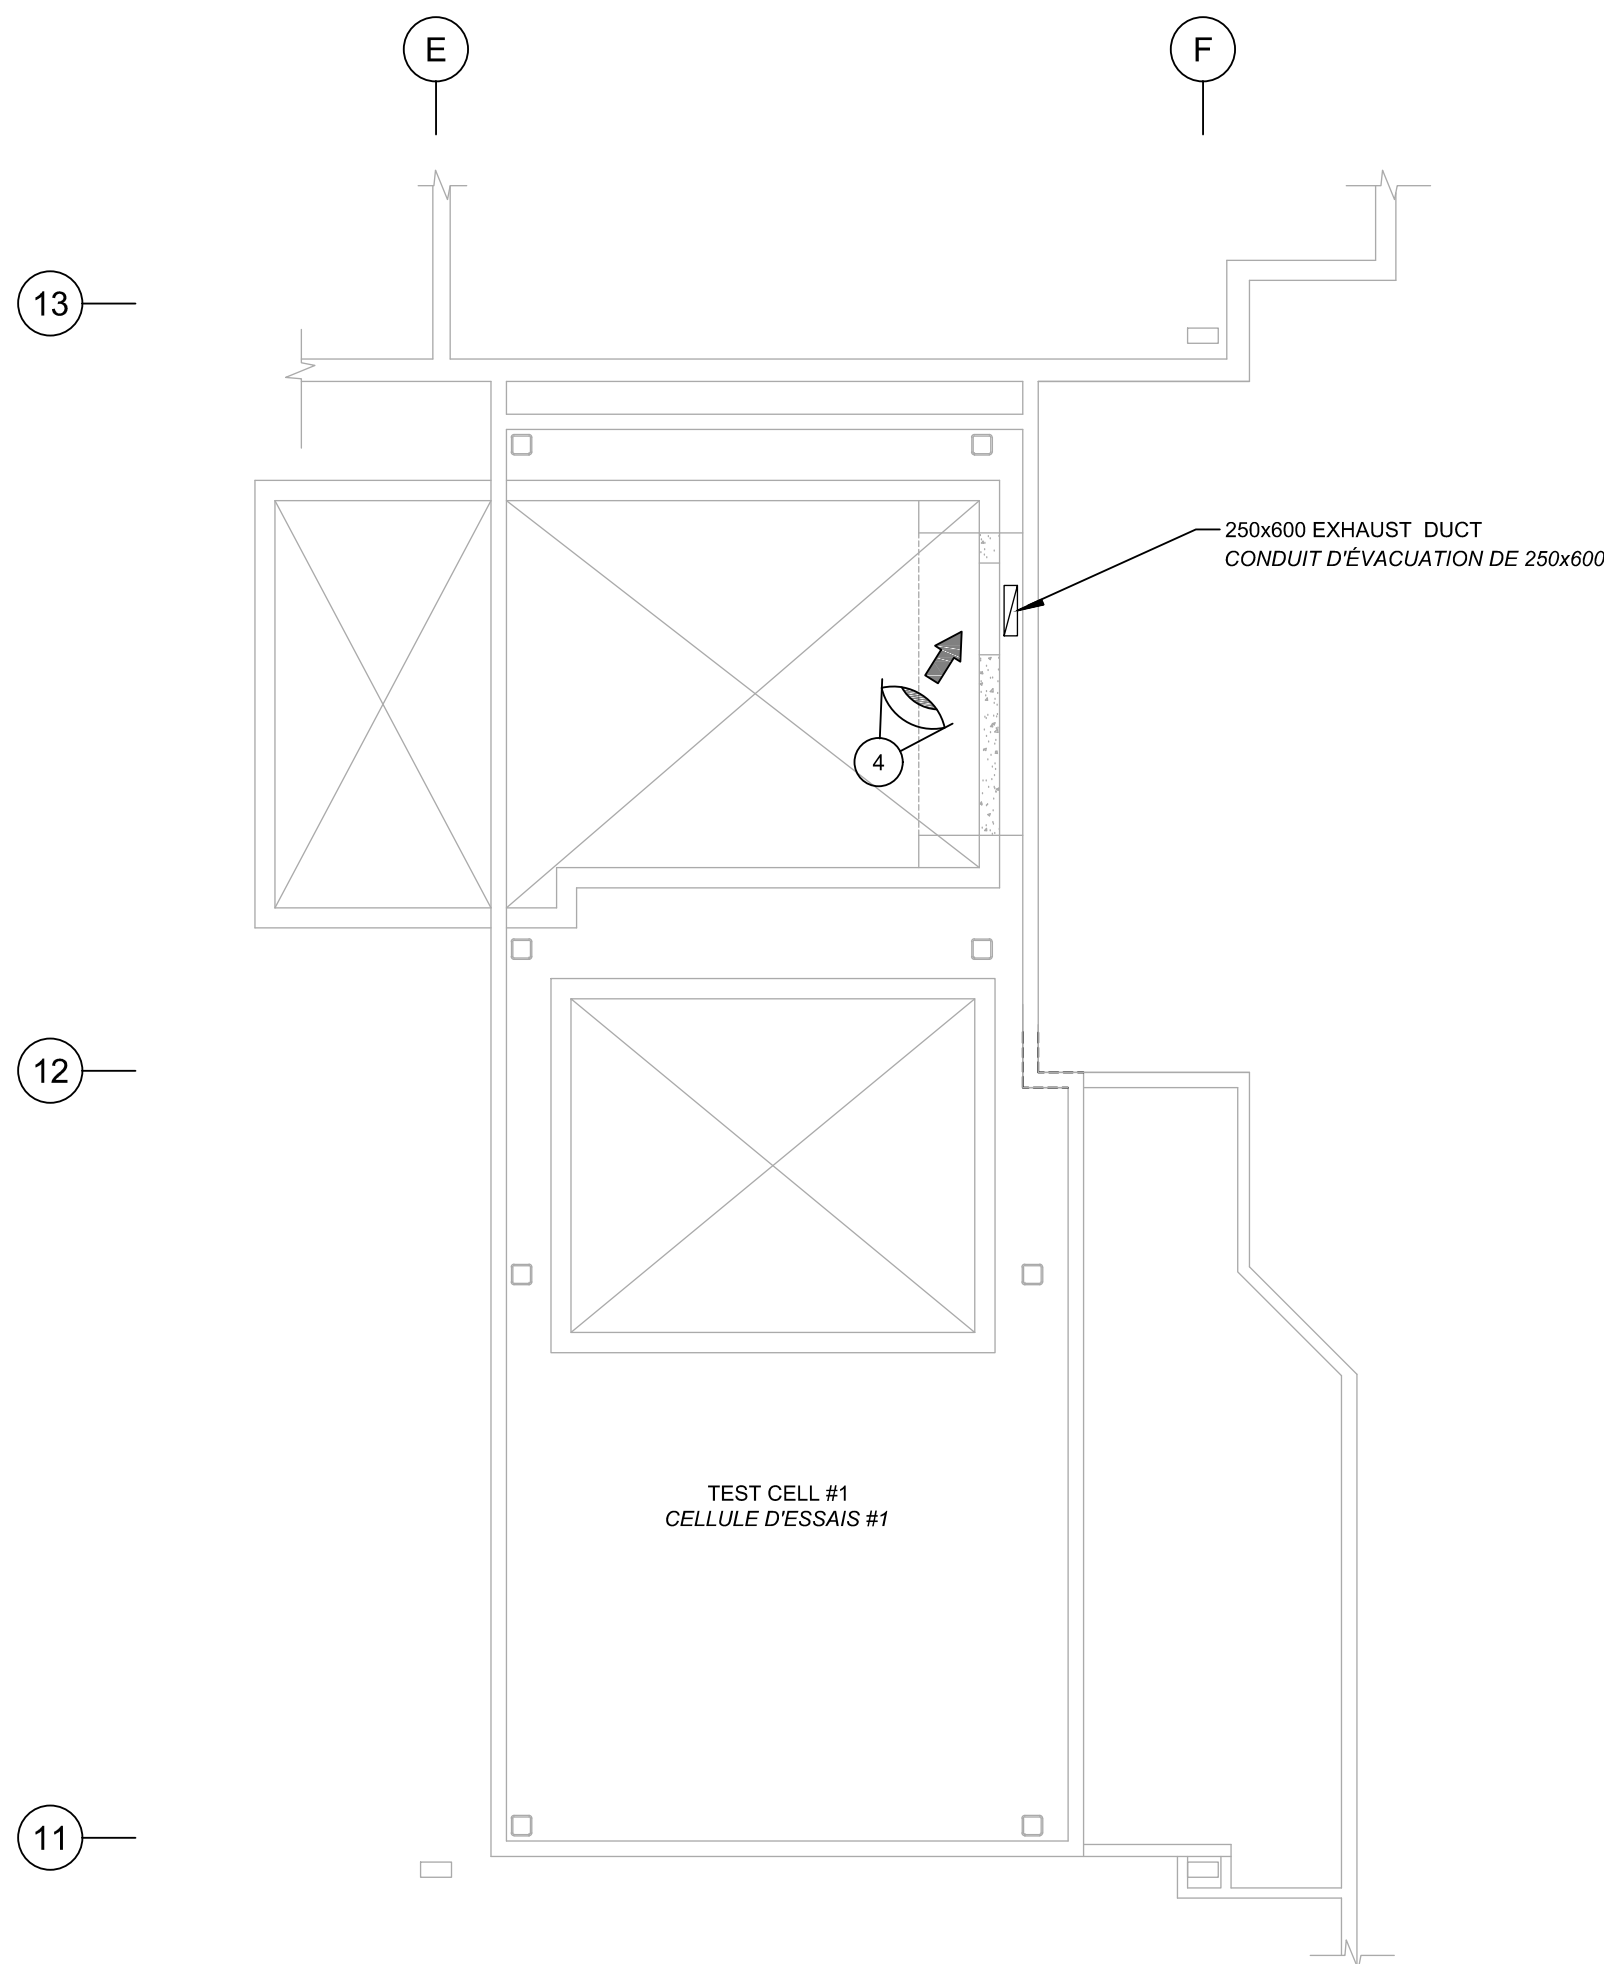 E
F
13
250x600 EXHAUST DUCT
CONDUIT D'ÉVACUATION DE 250x600
4
12
TEST CELL #1
CELLULE D'ESSAIS #1
11